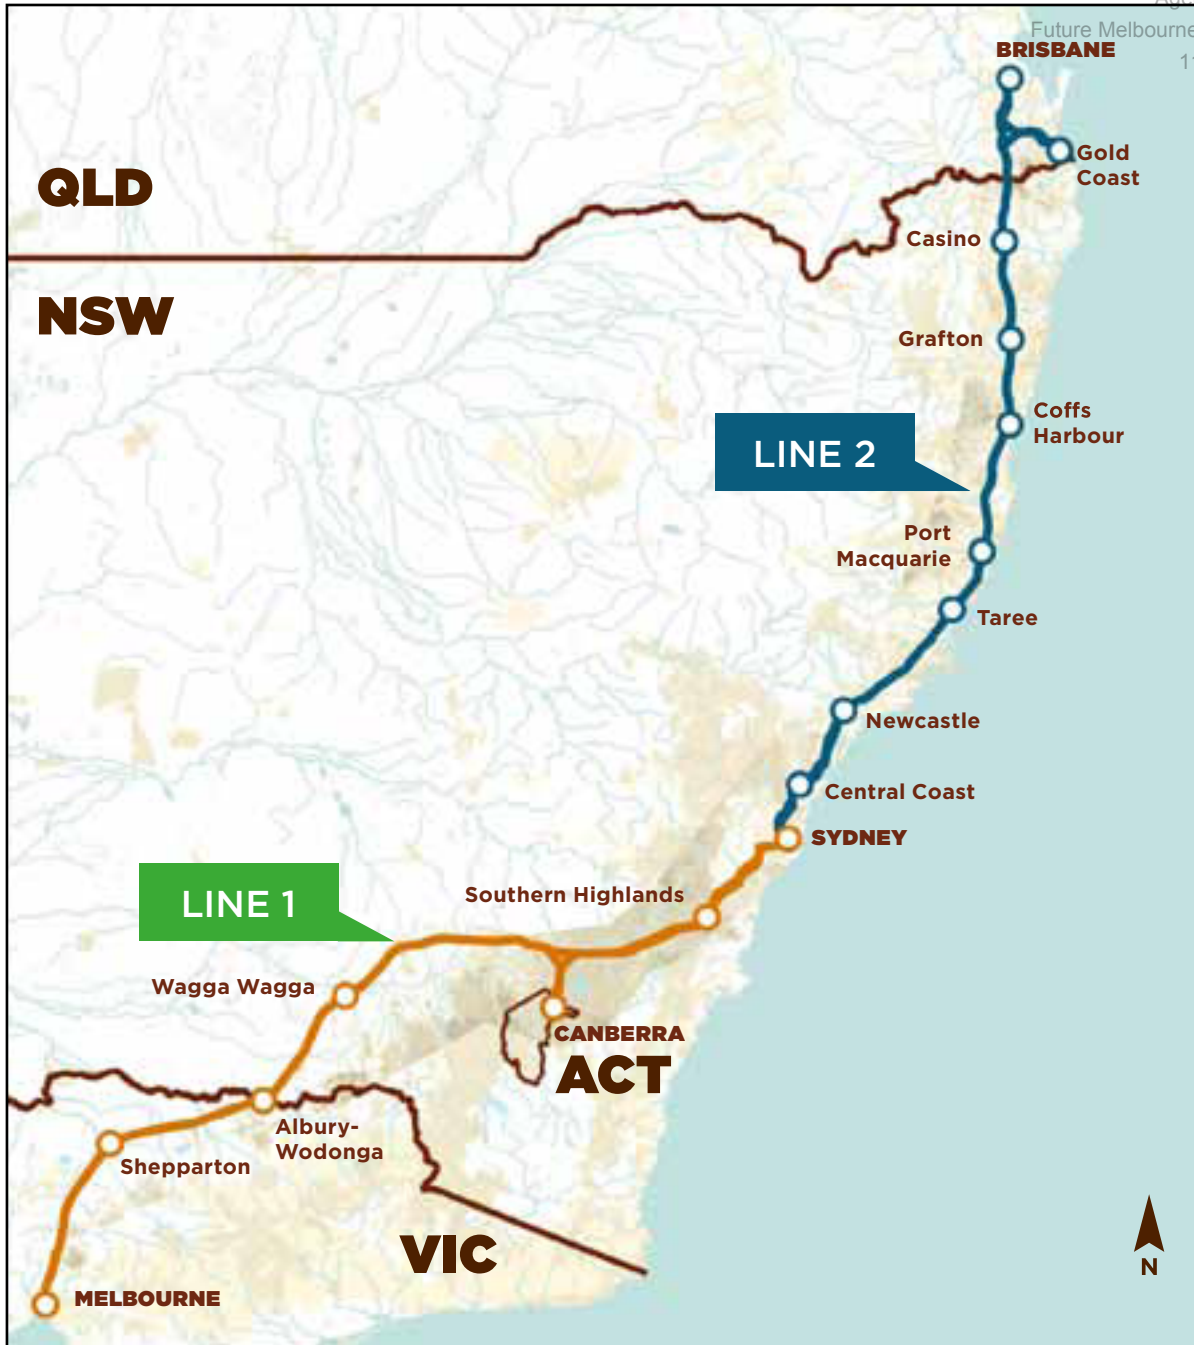 Future Melbourne
11
BRISBANE
Gold
Coast
QLD
Casino
NSW
Grafton
Coffs
Harbour
LINE 2
Port
Macquarie
Taree
Newcastle
Central Coast
SYDNEY
LINE 1
Southern Highlands
Wagga Wagga
CANBERRA
ACT
Albury-
Wodonga
Shepparton
VIC
N
MELBOURNE